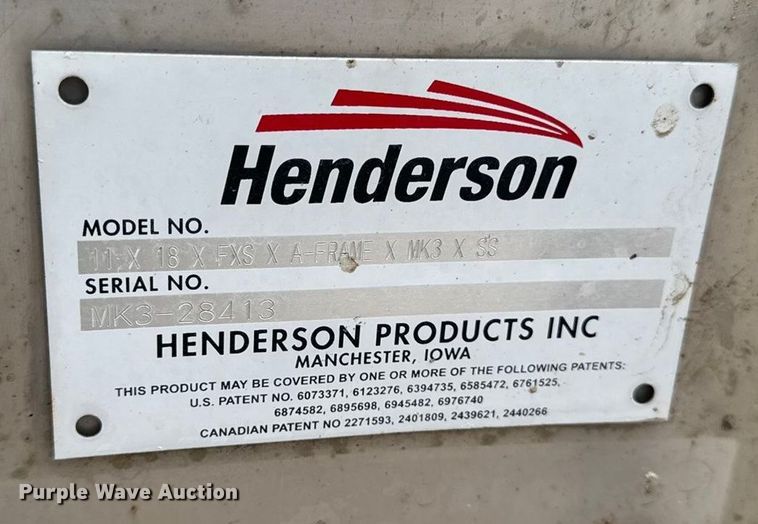 Henderson
MODEL NO.
11 X 18 X FXS X A-FRAME X MK3 X SS
SERIAL NO.
MK3-28413
HENDERSON PRODUCTS INC
MANCHESTER, IOWA
THIS PRODUCT MAY BE COVERED BY ONE OR MORE OF THE FOLLOWING PATENTS:
U.S. PATENT NO. 6073371, 6123276, 6394735, 6585472, 6761525,
6874582, 6895698, 6945482, 6976740
CANADIAN PATENT NO 2271593, 2401809, 2439621, 2440266
Purple Wave Auction